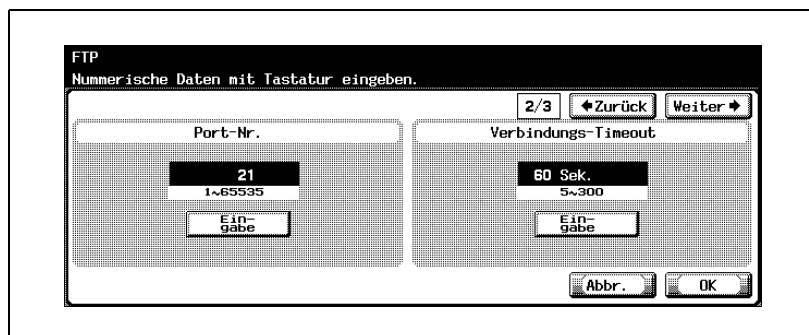 FTP
Nummerische Daten mit Tastatur eingeben.
2/3 Zurück Weiter
Port-Nr.
21
1~65535
Ein-
gabe
Verbindungs-Timeout
60 Sek.
5~300
Ein-
gabe
Abbr. OK